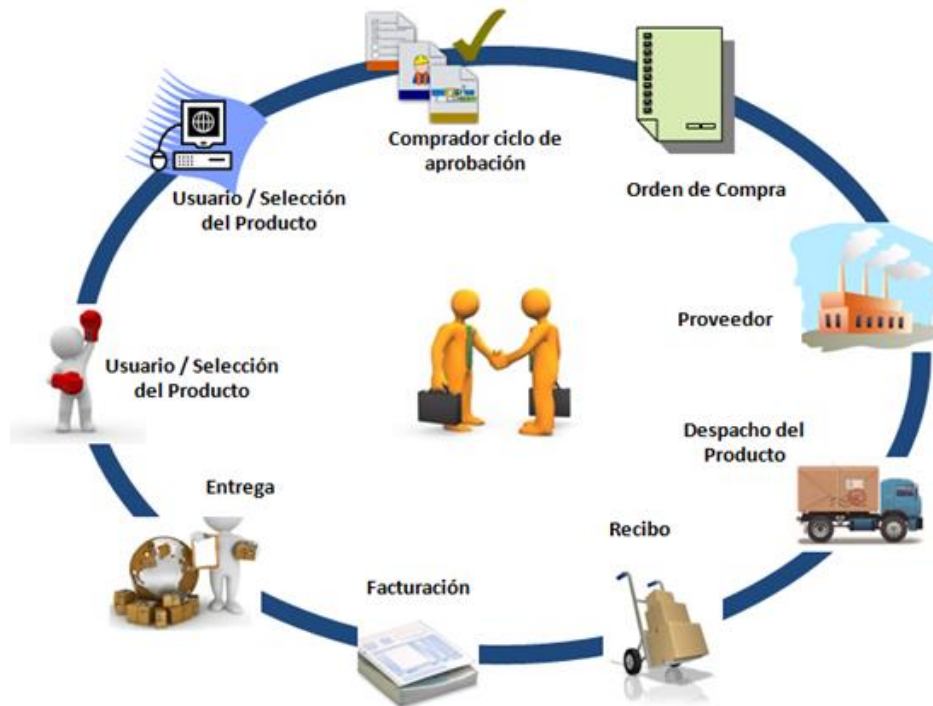 Comprador ciclo de
aprobación
Usuario / Selección
del Producto
Orden de Compra
Proveedor
Usuario / Selección
del Producto
Despacho del
Producto
Entrega
Recibo
Facturación